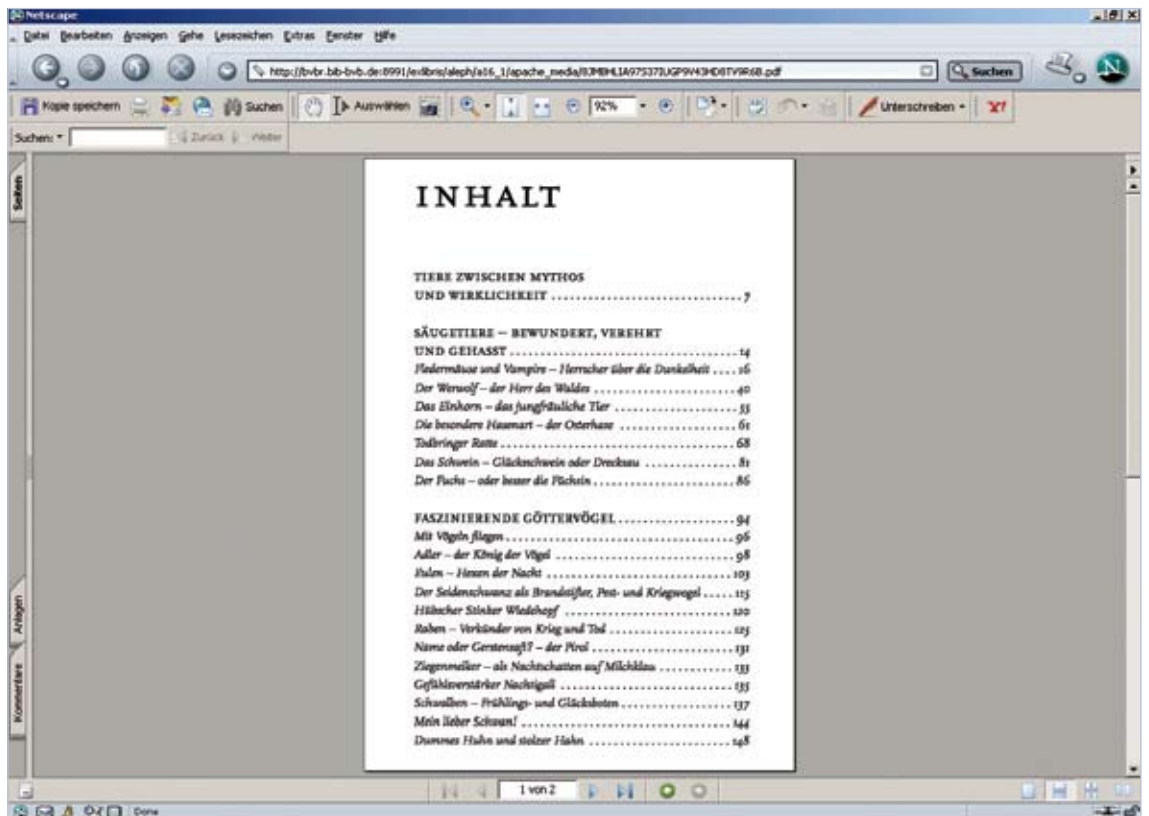 Netscape
Datei Bearbeiten Anzeigen Gehe Lesezeichen Extras Fenster Hilfe
Suchen
Kopie speichern Suchen Auswählen 92% Unterschreiben Y!
Suchen: Zurück Weiter
Seiten
Anlagen
Kommentare
INHALT
TIERE ZWISCHEN MYTHOS
UND WIRKLICHKEIT ............................... 7
SÄUGETIERE – BEWUNDERT, VEREHRT
UND GEHASST ..................................... 14
Fledermäuse und Vampire – Herrscher über die Dunkelheit .... 16
Der Werwolf – der Herr des Waldes ....................... 40
Das Einhorn – das jungfräuliche Tier .................... 55
Die besondere Hasenart – der Osterhase .................... 61
Todbringer Ratte ....................................... 68
Das Schwein – Glücksschwein oder Drecksau ............... 81
Der Fuchs – oder besser die Füchsin ....................... 86
FASZINIERENDE GÖTTERVÖGEL ................... 94
Mit Vögeln fliegen ...................................... 96
Adler – der König der Vögel ............................. 98
Eulen – Hexen der Nacht ............................... 103
Der Seidenschwanz als Brandstifter, Pest- und Kriegsvogel ..... 115
Hübscher Stinker Wiedehopf ............................ 120
Raben – Verkünder von Krieg und Tod ..................... 125
Name oder Gerstensaft? – der Pirol ........................ 131
Ziegenmelker – als Nachtschatten auf Milchklau ............. 133
Gefühlsverstärker Nachtigall ............................. 135
Schwalben – Frühlings- und Glücksboten ................... 137
Mein lieber Schwan! ................................... 144
Dummes Huhn und stolzer Hahn ........................ 148
1 von 2
Done